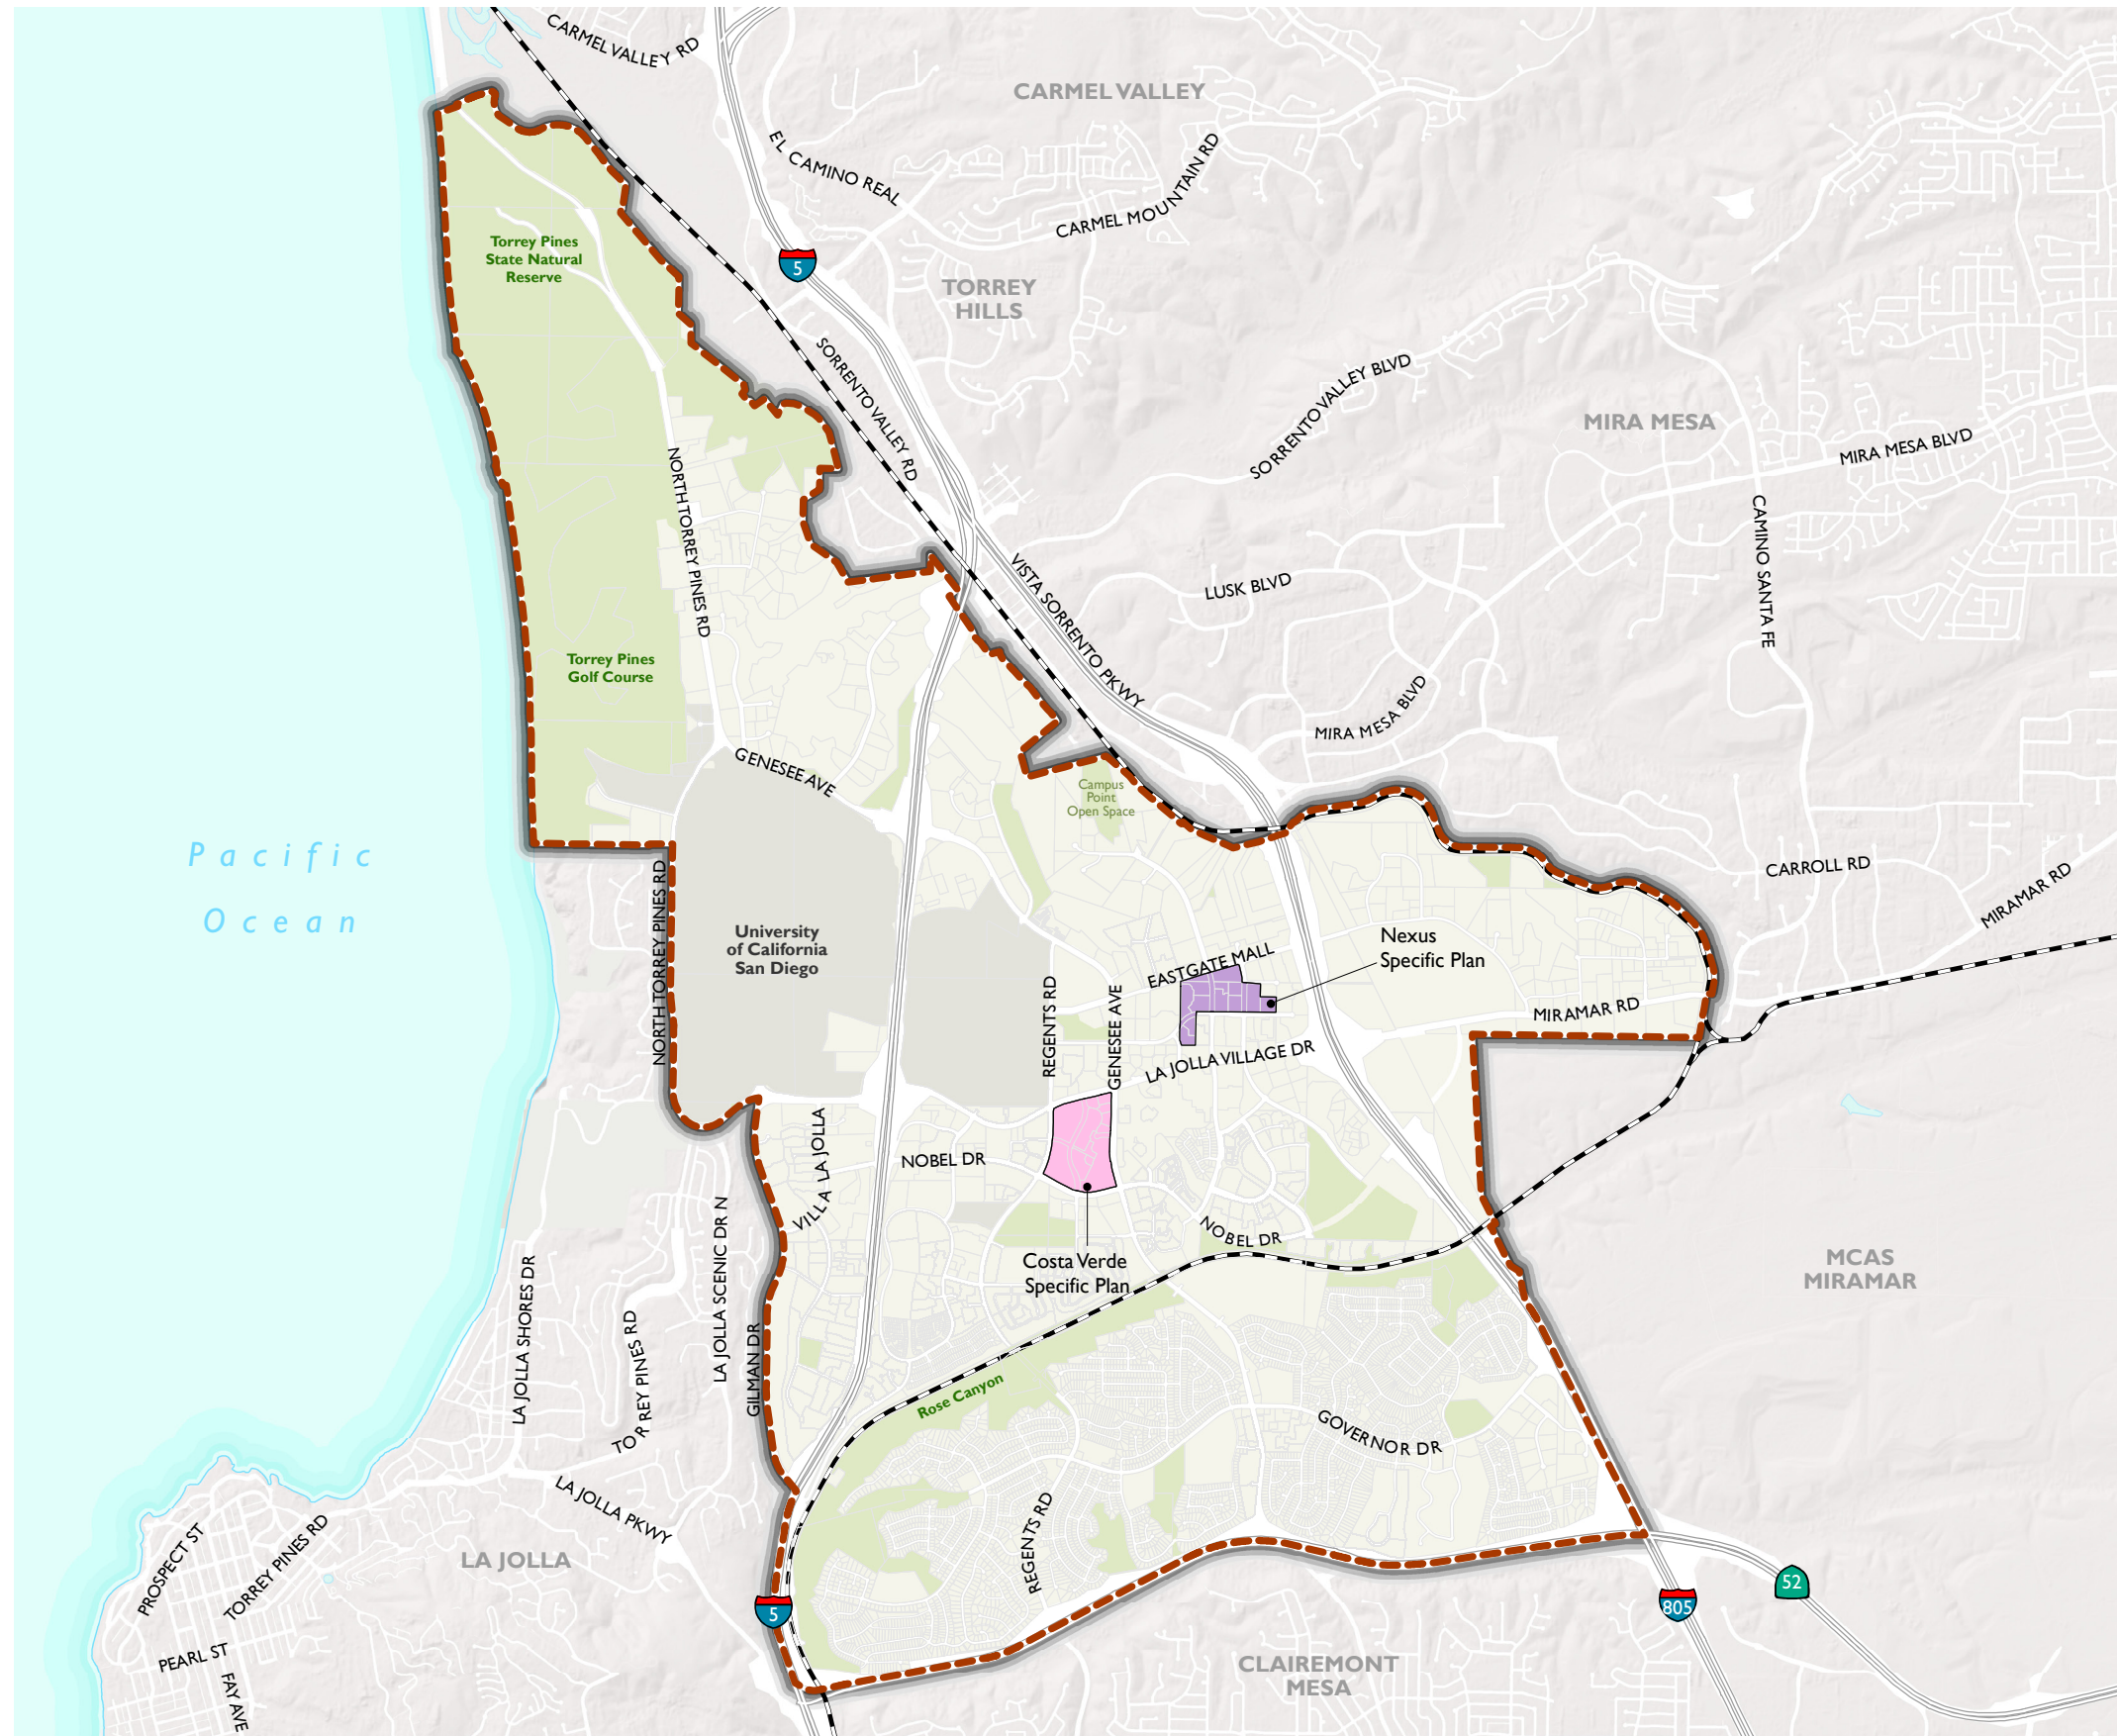 CARMEL VALLEY RD
CARMEL VALLEY
EL CAMINO REAL
CARMEL MOUNTAIN RD
Torrey Pines
State Natural
Reserve
5
TORREY
HILLS
SORRENTO VALLEY RD
SORRENTO VALLEY BLVD
MIRA MESA
MIRA MESA BLVD
NORTH TORREY PINES RD
CAMINO SANTA FE
VISTA SORRENTO PKWY
LUSK BLVD
Torrey Pines
Golf Course
MIRA MESA BLVD
GENESEE AVE
Campus
Point
Open Space
Pacific
Ocean
CARROLL RD
MIRAMAR RD
NORTH TORREY PINES RD
University
of California
San Diego
Nexus
Specific Plan
EASTGATE MALL
REGENTS RD
GENESEE AVE
MIRAMAR RD
LA JOLLA VILLAGE DR
VILLA LA JOLLA
NOBEL DR
NOBEL DR
Costa Verde
Specific Plan
MCAS
MIRAMAR
LA JOLLA SHORES DR
LA JOLLA SCENIC DR N
TORREY PINES RD
GILMAN DR
Rose Canyon
GOVERNOR DR
LA JOLLA PKWY
REGENTS RD
PROSPECT ST
TORREY PINES RD
LA JOLLA
5
52
805
PEARL ST
FAY AVE
CLAIREMONT
MESA